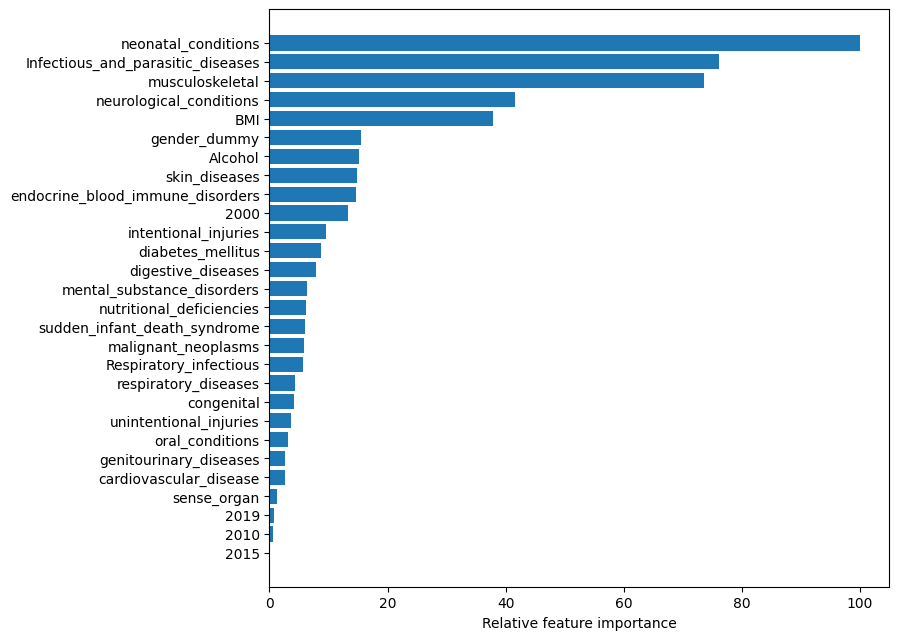 neonatal_conditions
Infectious_and_parasitic_diseases
musculoskeletal
neurological_conditions
BMI
gender_dummy
Alcohol
skin_diseases
endocrine_blood_immune_disorders
2000
intentional_injuries
diabetes_mellitus
digestive_diseases
mental_substance_disorders
nutritional_deficiencies
sudden_infant_death_syndrome
malignant_neoplasms
Respiratory_infectious
respiratory_diseases
congenital
unintentional_injuries
oral_conditions
genitourinary_diseases
cardiovascular_disease
sense_organ
2019
2010
2015
0 20 40 60 80 100
Relative feature importance